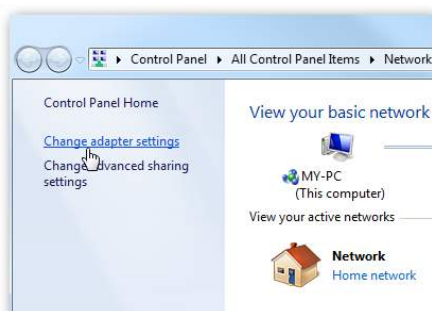 Control Panel ▸ All Control Panel Items ▸ Network
Control Panel Home
Change adapter settings
Change advanced sharing
settings
View your basic network
MY-PC
(This computer)
View your active networks
Network
Home network